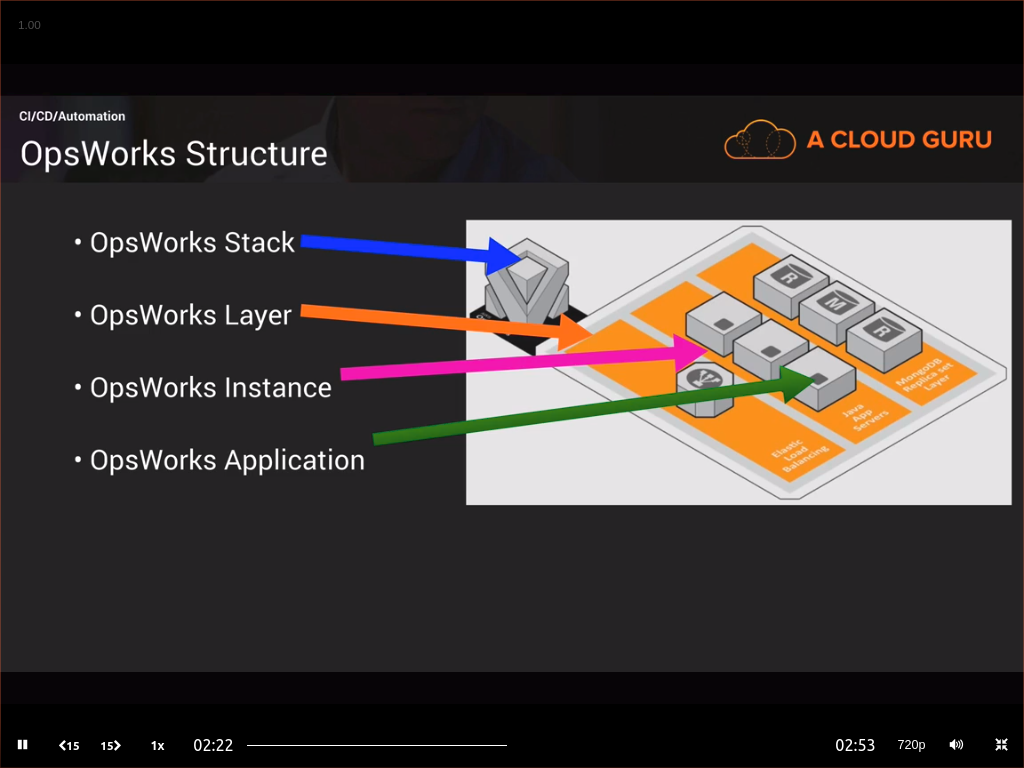 1.00
CI/CD/Automation
OpsWorks Structure
A CLOUD GURU
• OpsWorks Stack
• OpsWorks Layer
• OpsWorks Instance
• OpsWorks Application
R
M
R
MongoDB
Replica set
Layer
Java
App
Servers
Elastic
Load
Balancing
15
15
1x
02:22
02:53
720p